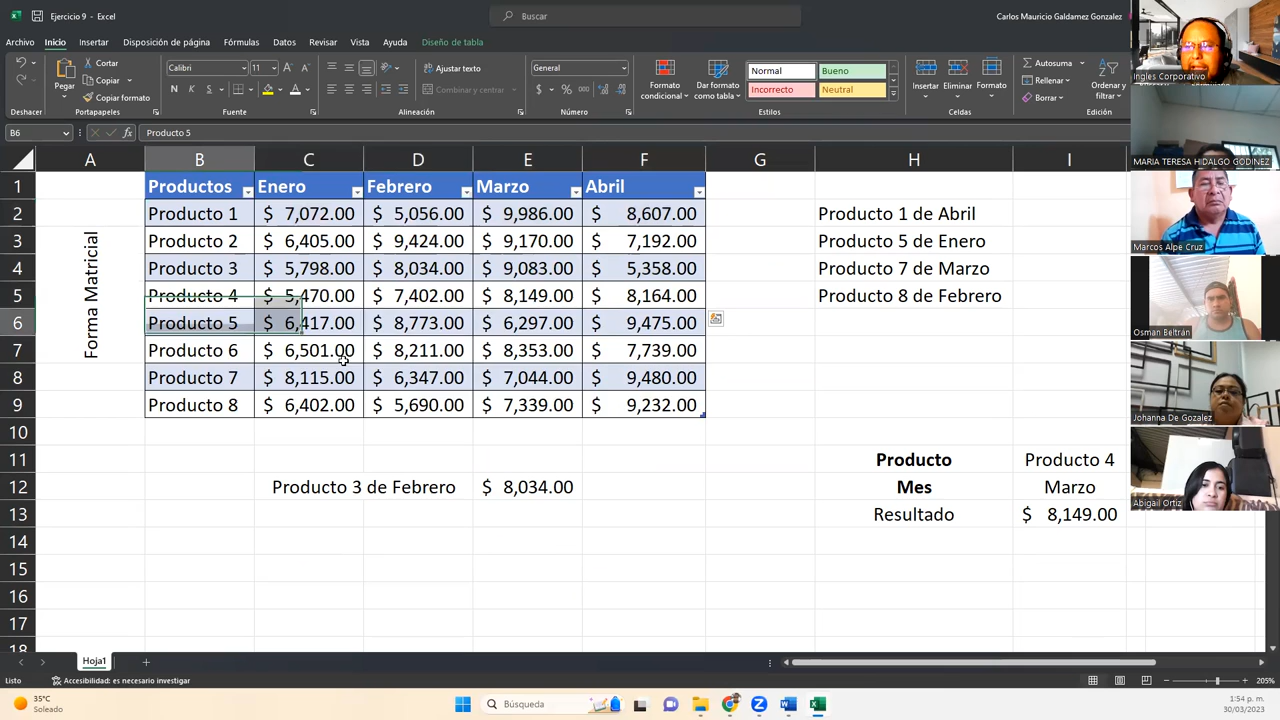 Ejercicio 9 - Excel
Buscar
Carlos Mauricio Galdamez Gonzalez
Archivo Inicio Insertar Disposición de página Fórmulas Datos Revisar Vista Ayuda Diseño de tabla
Pegar
Cortar
Copiar
Copiar formato
Calibri 11
Ajustar texto
General
Formato condicional
Dar formato como tabla
Normal Bueno
Incorrecto Neutral
Insertar Eliminar Formato
Autosuma
Rellenar
Borrar
Ordenar y filtrar
Deshacer Portapapeles Alineación Número Estilos Celdas
B6 Producto 5
A B C D E F G H I
1 Productos Enero Febrero Marzo Abril
2 Producto 1 $ 7,072.00 $ 5,056.00 $ 9,986.00 $ 8,607.00 Producto 1 de Abril
3 Producto 2 $ 6,405.00 $ 9,424.00 $ 9,170.00 $ 7,192.00 Producto 5 de Enero
4 Producto 3 $ 5,798.00 $ 8,034.00 $ 9,083.00 $ 5,358.00 Producto 7 de Marzo
5 Producto 4 $ 5,470.00 $ 7,402.00 $ 8,149.00 $ 8,164.00 Producto 8 de Febrero
6 Producto 5 $ 6,417.00 $ 8,773.00 $ 6,297.00 $ 9,475.00
7 Producto 6 $ 6,501.00 $ 8,211.00 $ 8,353.00 $ 7,739.00
8 Producto 7 $ 8,115.00 $ 6,347.00 $ 7,044.00 $ 9,480.00
9 Producto 8 $ 6,402.00 $ 5,690.00 $ 7,339.00 $ 9,232.00
Forma Matricial
10
11 Producto Producto 4
12 Producto 3 de Febrero $ 8,034.00 Mes Marzo
13 Resultado $ 8,149.00
14
15
16
17
18
Hoja1
Listo Accesibilidad: es necesario investigar 205%
35°C
Soleado
Búsqueda
1:54 p. m.
30/03/2023
Ingles Corporativo
MARIA TERESA HIDALGO GODINEZ
Marcos Alpe Cruz
Osman Beltrán
Johanna De Gozalez
Abigail Ortiz